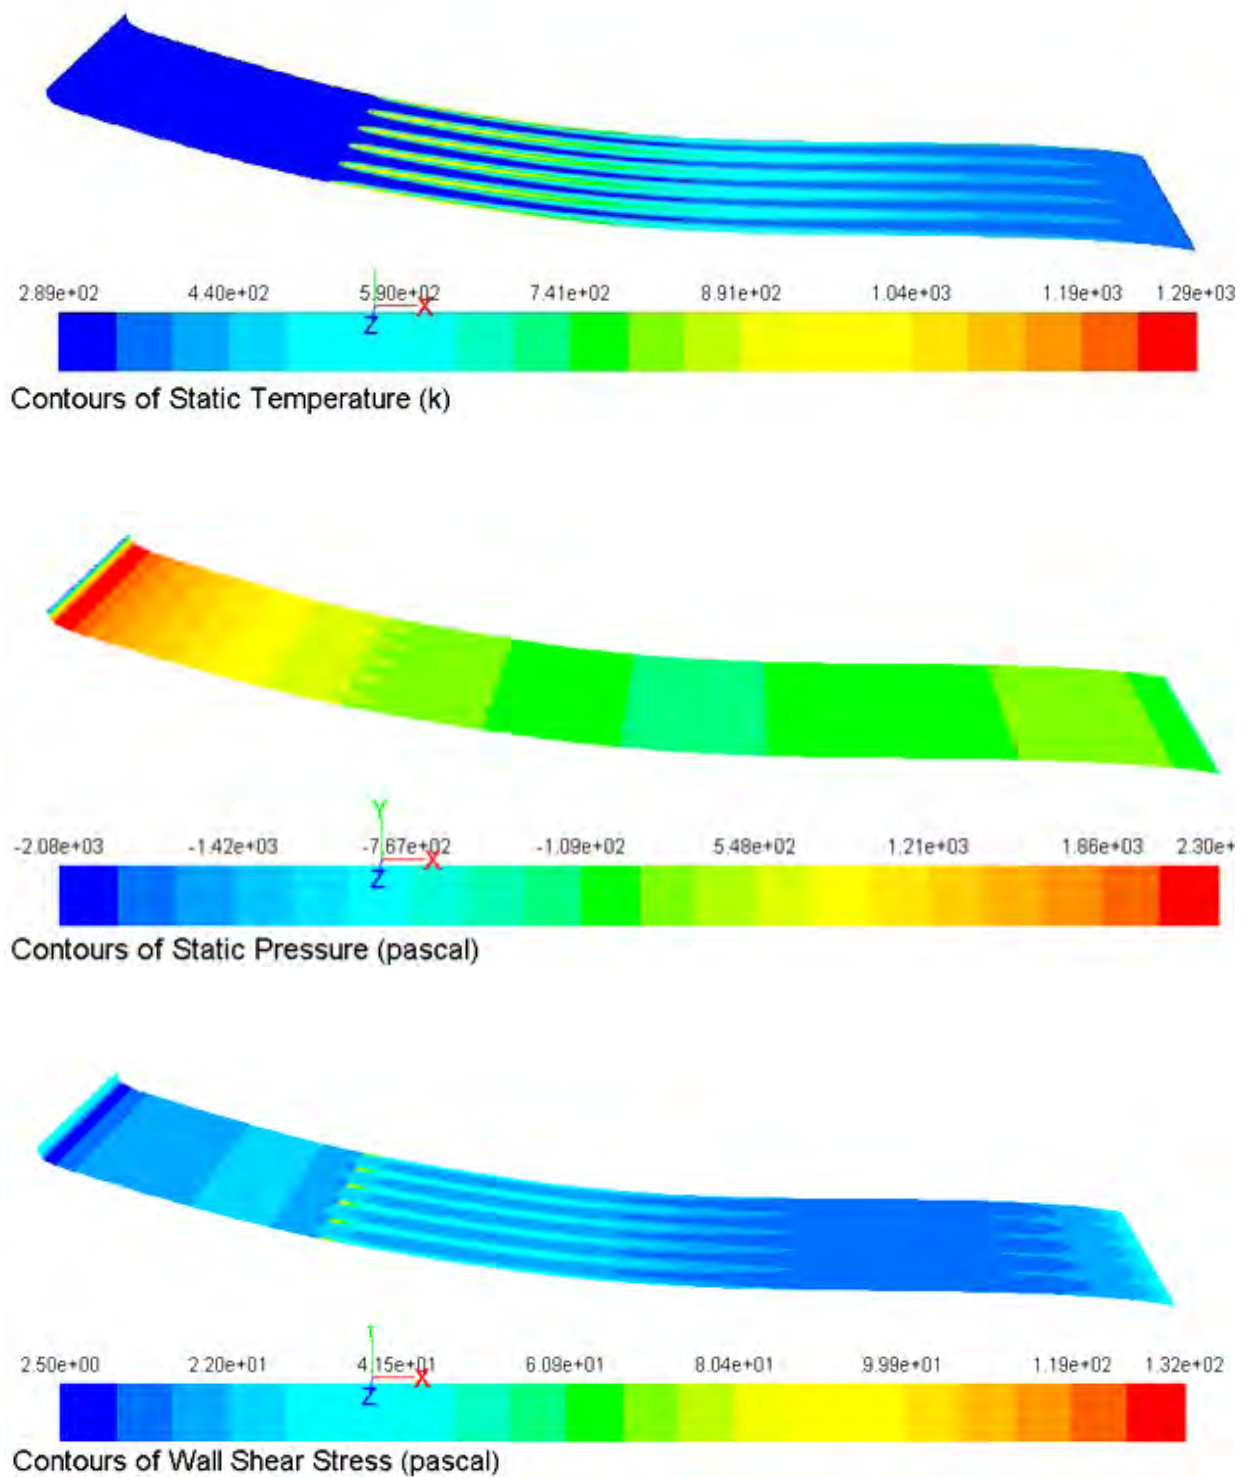 2.89e+02 4.40e+02 5.90e+02 7.41e+02 8.91e+02 1.04e+03 1.19e+03 1.29e+03
X
Z
Contours of Static Temperature (k)
Y
-2.08e+03 -1.42e+03 -7.67e+02 -1.09e+02 5.48e+02 1.21e+03 1.86e+03 2.30e+
X
Z
Contours of Static Pressure (pascal)
2.50e+00 2.20e+01 4.15e+01 6.09e+01 8.04e+01 9.99e+01 1.19e+02 1.32e+02
X
Z
Contours of Wall Shear Stress (pascal)